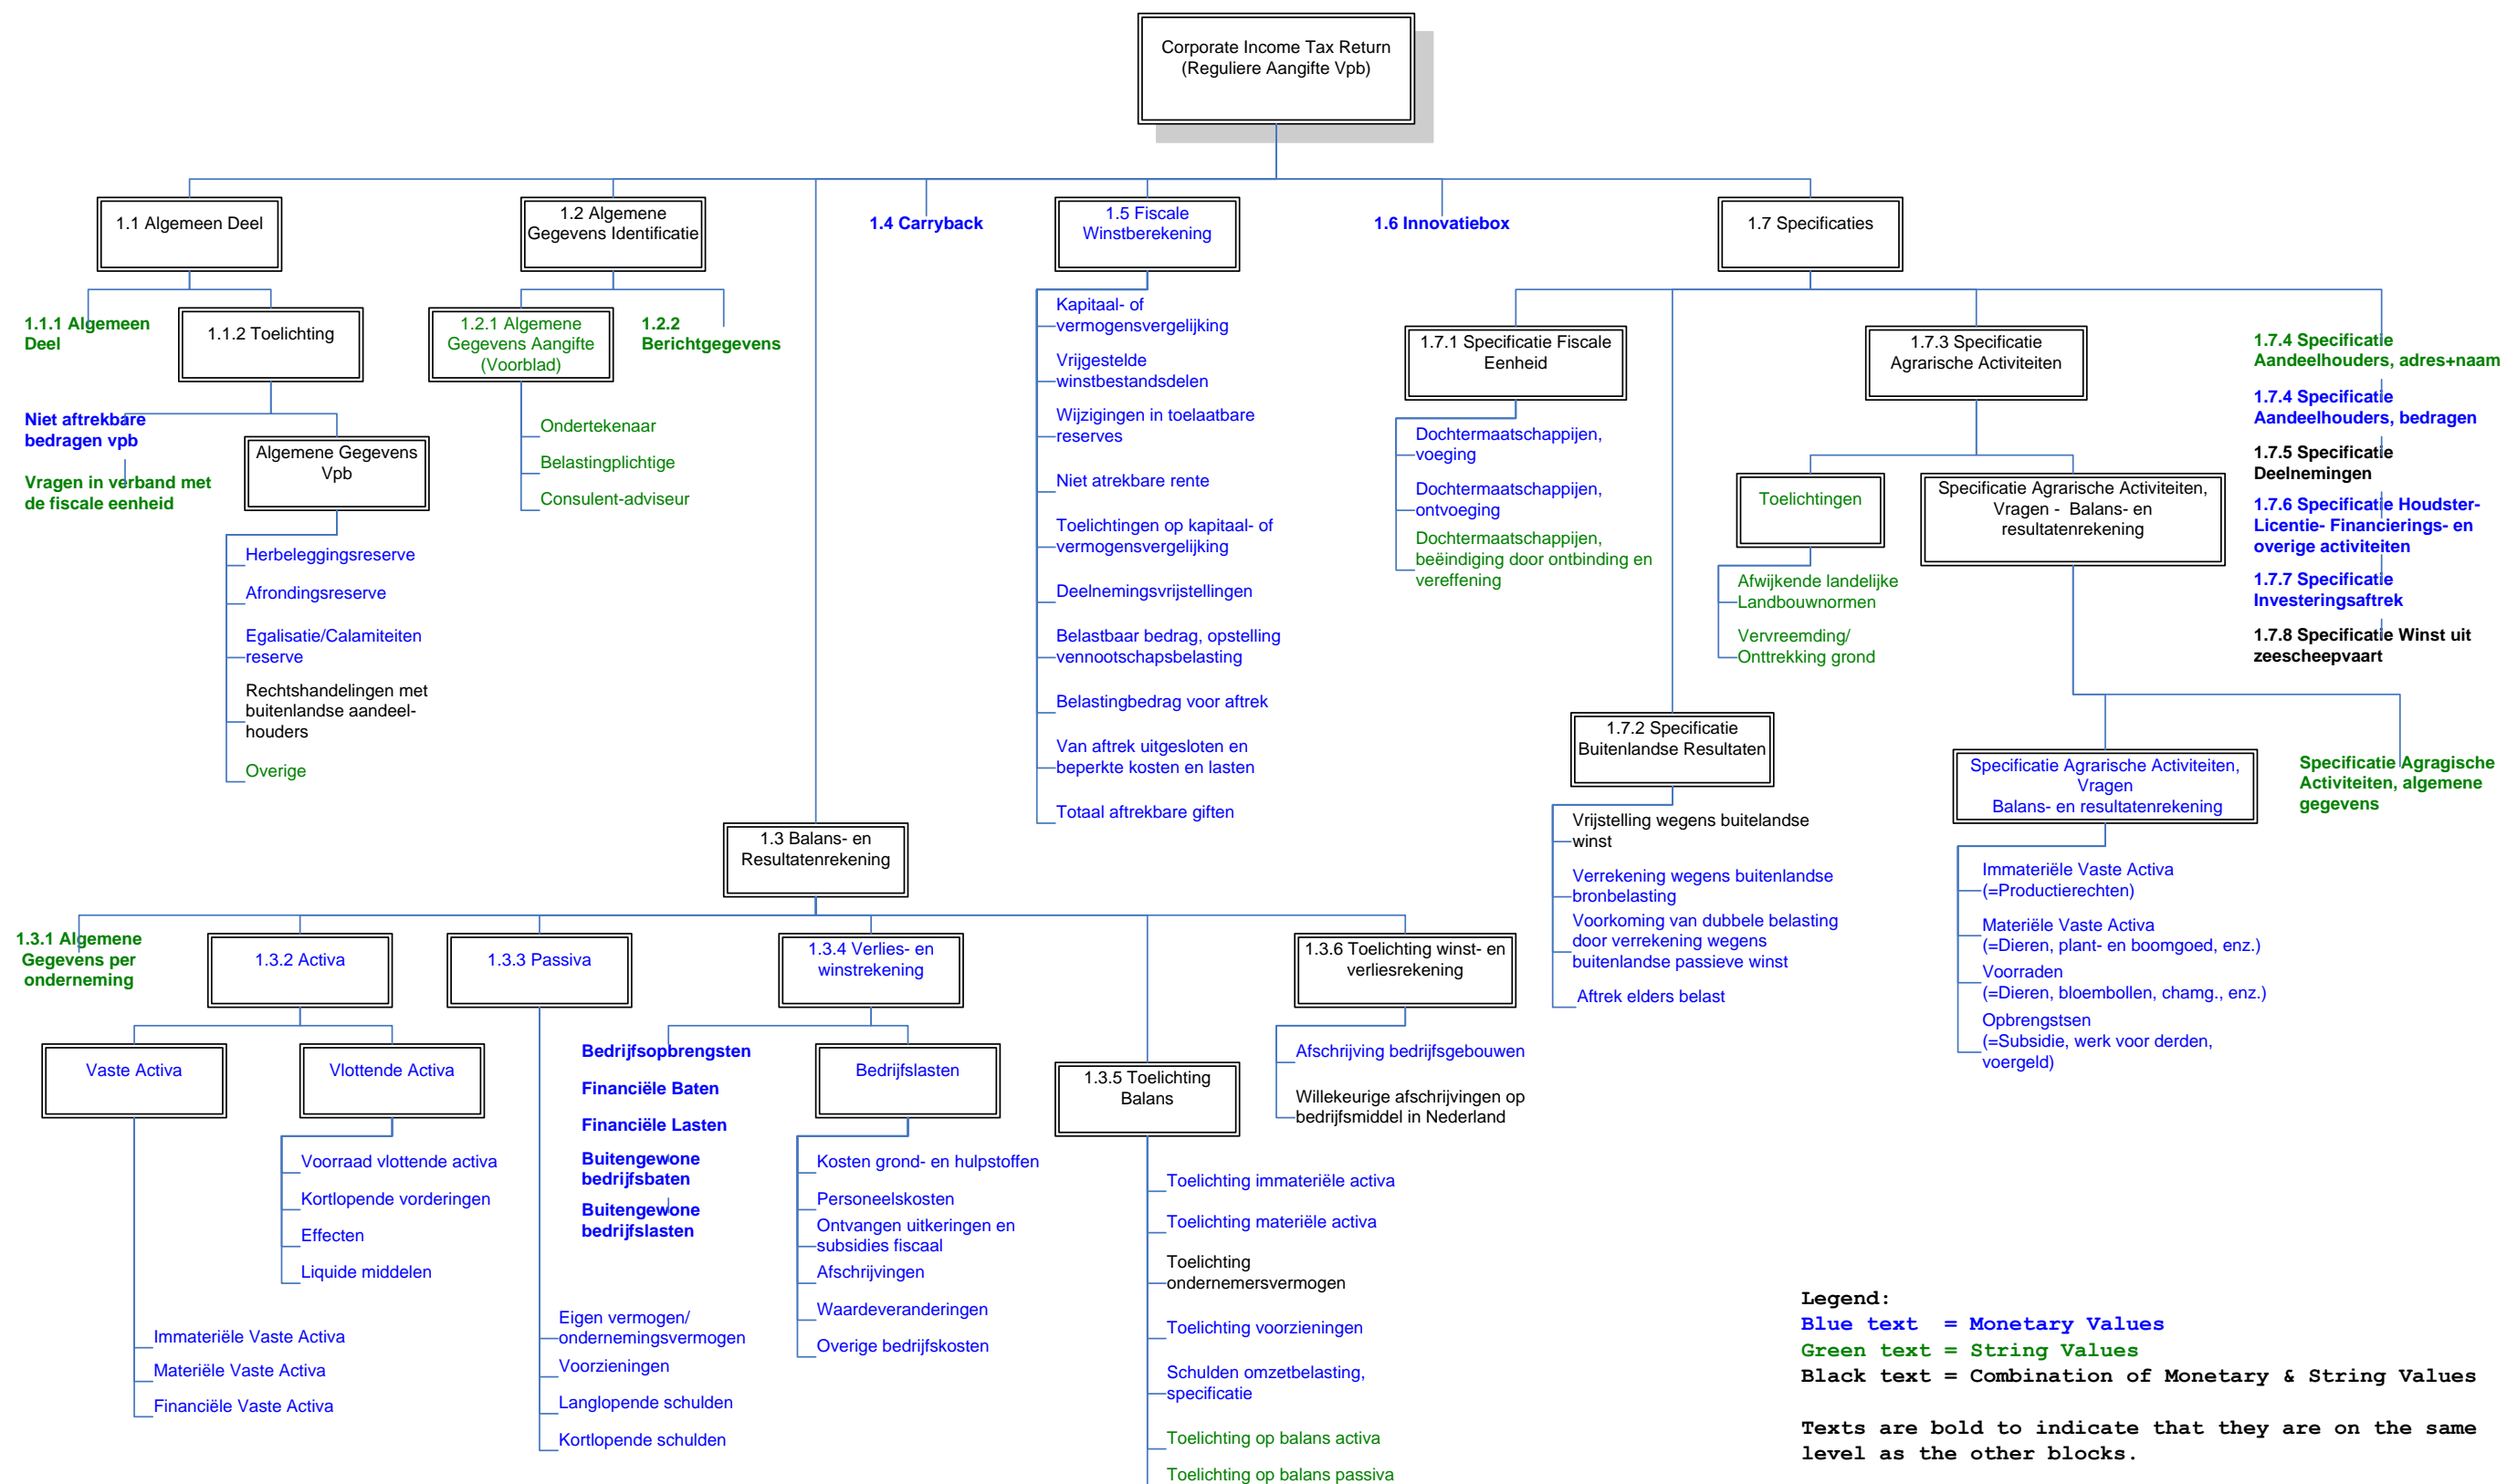 Corporate Income Tax Return
(Reguliere Aangifte Vpb)
1.1 Algemeen Deel
1.2 Algemene
Gegevens Identificatie
1.4 Carryback
1.5 Fiscale
Winstberekening
1.6 Innovatiebox
1.7 Specificaties
1.1.1 Algemeen
Deel
1.1.2 Toelichting
Niet aftrekbare
bedragen vpb
Vragen in verband met
de fiscale eenheid
Algemene Gegevens
Vpb
Herbeleggingsreserve
Afrondingsreserve
Egalisatie/Calamiteiten
reserve
Rechtshandelingen met
buitenlandse aandeel-
houders
Overige
1.2.1 Algemene
Gegevens Aangifte
(Voorblad)
1.2.2
Berichtgegevens
Ondertekenaar
Belastingplichtige
Consulent-adviseur
Kapitaal- of
vermogensvergelijking
Vrijgestelde
winstbestandsdelen
Wijzigingen in toelaatbare
reserves
Niet atrekbare rente
Toelichtingen op kapitaal- of
vermogensvergelijking
Deelnemingsvrijstellingen
Belastbaar bedrag, opstelling
vennootschapsbelasting
Belastingbedrag voor aftrek
Van aftrek uitgesloten en
beperkte kosten en lasten
Totaal aftrekbare giften
1.7.1 Specificatie Fiscale
Eenheid
Dochtermaatschappijen,
voeging
Dochtermaatschappijen,
ontvoeging
Dochtermaatschappijen,
beëindiging door ontbinding en
vereffening
1.7.3 Specificatie
Agrarische Activiteiten
Toelichtingen
Afwijkende landelijke
Landbouwnormen
Vervreemding/
Onttrekking grond
Specificatie Agrarische Activiteiten,
Vragen - Balans- en
resultatenrekening
1.7.4 Specificatie
Aandeelhouders, adres+naam
1.7.4 Specificatie
Aandeelhouders, bedragen
1.7.5 Specificatie
Deelnemingen
1.7.6 Specificatie Houdster-
Licentie- Financierings- en
overige activiteiten
1.7.7 Specificatie
Investeringsaftrek
1.7.8 Specificatie Winst uit
zeescheepvaart
1.7.2 Specificatie
Buitenlandse Resultaten
Vrijstelling wegens buitelandse
winst
Verrekening wegens buitenlandse
bronbelasting
Voorkoming van dubbele belasting
door verrekening wegens
buitenlandse passieve winst
Aftrek elders belast
Specificatie Agrarische Activiteiten,
Vragen
Balans- en resultatenrekening
Specificatie Agragische
Activiteiten, algemene
gegevens
Immateriële Vaste Activa
(=Productierechten)
Materiële Vaste Activa
(=Dieren, plant- en boomgoed, enz.)
Voorraden
(=Dieren, bloembollen, chamg., enz.)
Opbrengstsen
(=Subsidie, werk voor derden,
voergeld)
1.3 Balans- en
Resultatenrekening
1.3.1 Algemene
Gegevens per
onderneming
1.3.2 Activa
1.3.3 Passiva
1.3.4 Verlies- en
winstrekening
1.3.6 Toelichting winst- en
verliesrekening
Vaste Activa
Vlottende Activa
Voorraad vlottende activa
Kortlopende vorderingen
Effecten
Liquide middelen
Immateriële Vaste Activa
Materiële Vaste Activa
Financiële Vaste Activa
Eigen vermogen/
ondernemingsvermogen
Voorzieningen
Langlopende schulden
Kortlopende schulden
Bedrijfsopbrengsten
Financiële Baten
Financiële Lasten
Buitengewone
bedrijfsbaten
Buitengewone
bedrijfslasten
Bedrijfslasten
Kosten grond- en hulpstoffen
Personeelskosten
Ontvangen uitkeringen en
subsidies fiscaal
Afschrijvingen
Waardeveranderingen
Overige bedrijfskosten
1.3.5 Toelichting
Balans
Toelichting immateriële activa
Toelichting materiële activa
Toelichting
ondernemersvermogen
Toelichting voorzieningen
Schulden omzetbelasting,
specificatie
Toelichting op balans activa
Toelichting op balans passiva
Afschrijving bedrijfsgebouwen
Willekeurige afschrijvingen op
bedrijfsmiddel in Nederland
Legend:
Blue text = Monetary Values
Green text = String Values
Black text = Combination of Monetary & String Values
Texts are bold to indicate that they are on the same
level as the other blocks.